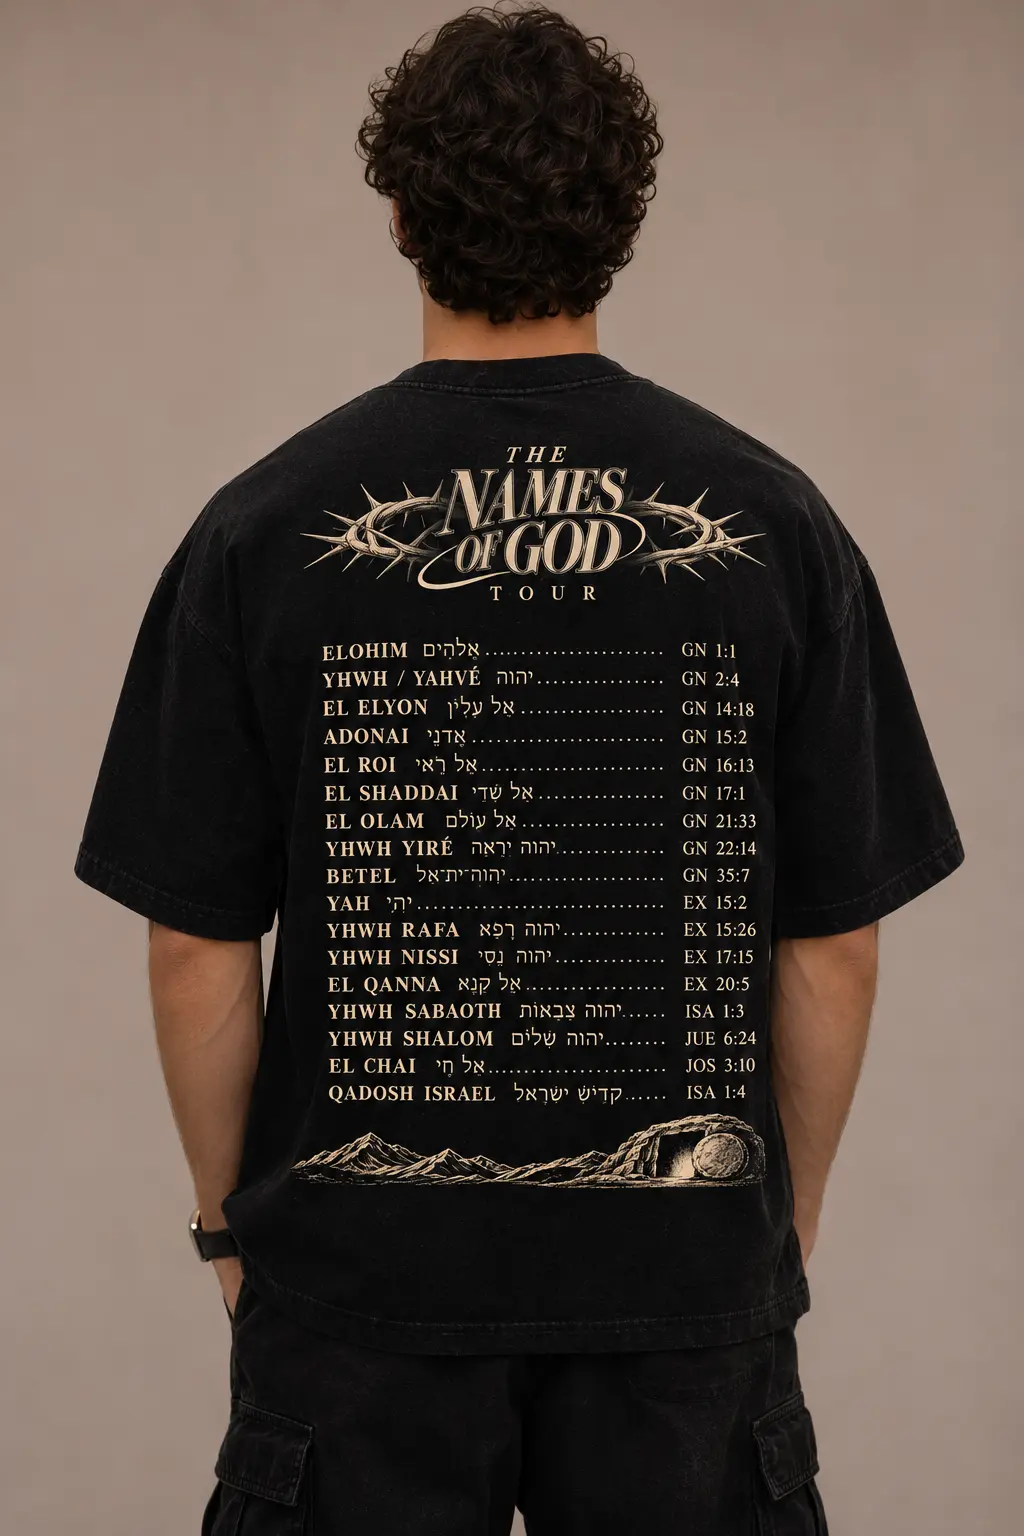 THE
NAMES
OF GOD
TOUR
ELOHIM אֱלֹהִים ........................ GN 1:1
YHWH / YAHVÉ יהוה ................. GN 2:4
EL ELYON אֵל עֶלְיֹן ................... GN 14:18
ADONAI אֲדֹנָי ......................... GN 15:2
EL ROI אֵל רֳאִי ........................ GN 16:13
EL SHADDAI אֵל שַׁדַּי ................. GN 17:1
EL OLAM אֵל עוֹלָם ................... GN 21:33
YHWH YIRÉ יהוה יִרְאֶה .............. GN 22:14
BETEL יהוה־ית־אל .................... GN 35:7
YAH יהי ................................. EX 15:2
YHWH RAFA יהוה רָפָא ............. EX 15:26
YHWH NISSI יהוה נִסִּי .............. EX 17:15
EL QANNA אֵל קַנָּא .................. EX 20:5
YHWH SABAOTH יהוה צְבָאוֹת ...... ISA 1:3
YHWH SHALOM יהוה שָׁלוֹם ........ JUE 6:24
EL CHAI אֵל חַי ........................ JOS 3:10
QADOSH ISRAEL קְדוֹשׁ יִשְׂרָאֵל ...... ISA 1:4